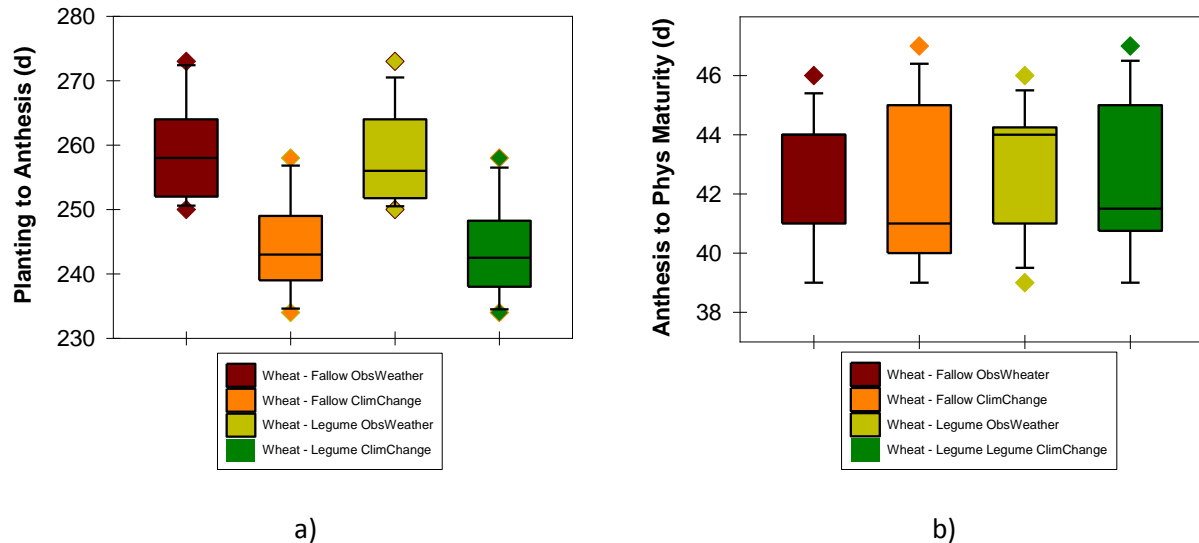 Planting to Anthesis (d)
280
270
260
250
240
230
Wheat - Fallow ObsWeather
Wheat - Fallow ClimChange
Wheat - Legume ObsWeather
Wheat - Legume ClimChange
a)
Anthesis to Phys Maturity (d)
46
44
42
40
38
Wheat - Fallow ObsWheater
Wheat - Fallow ClimChange
Wheat - Legume ObsWeather
Wheat - Legume Legume ClimChange
b)